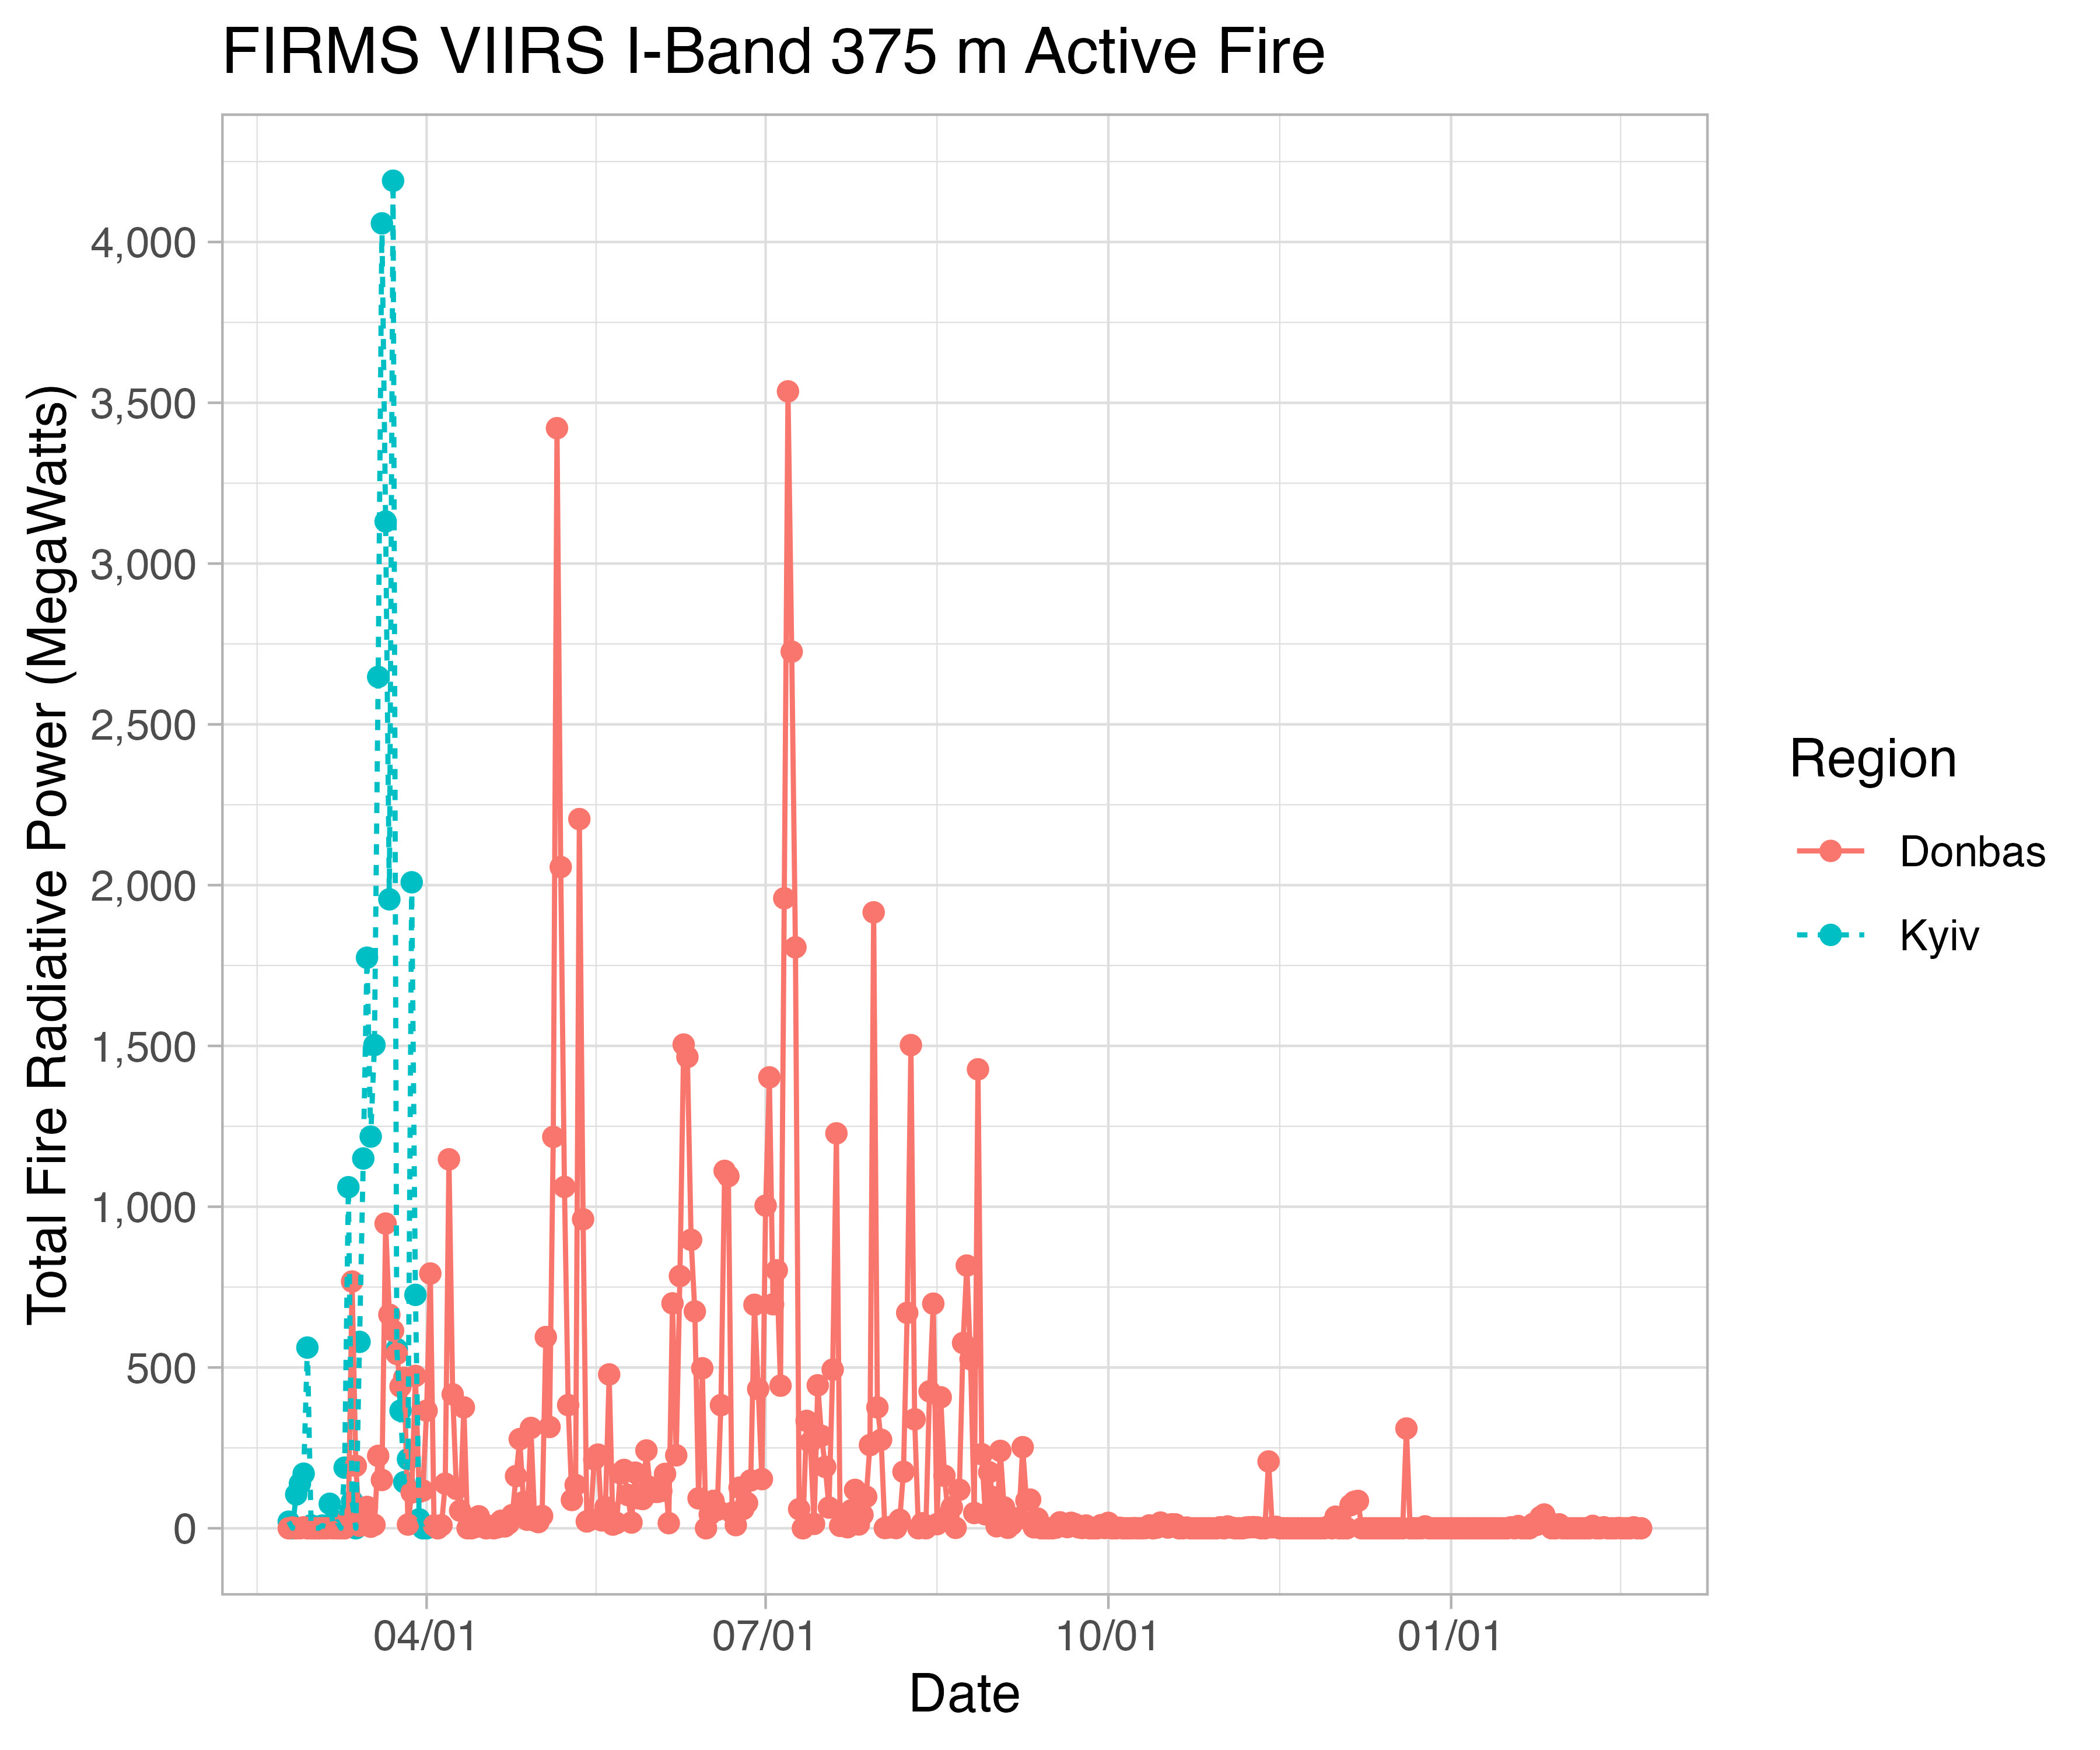 FIRMS VIIRS I-Band 375 m Active Fire
Total Fire Radiative Power (MegaWatts)
4,000
3,500
3,000
2,500
2,000
1,500
1,000
500
0
04/01
07/01
10/01
01/01
Date
Region
Donbas
Kyiv